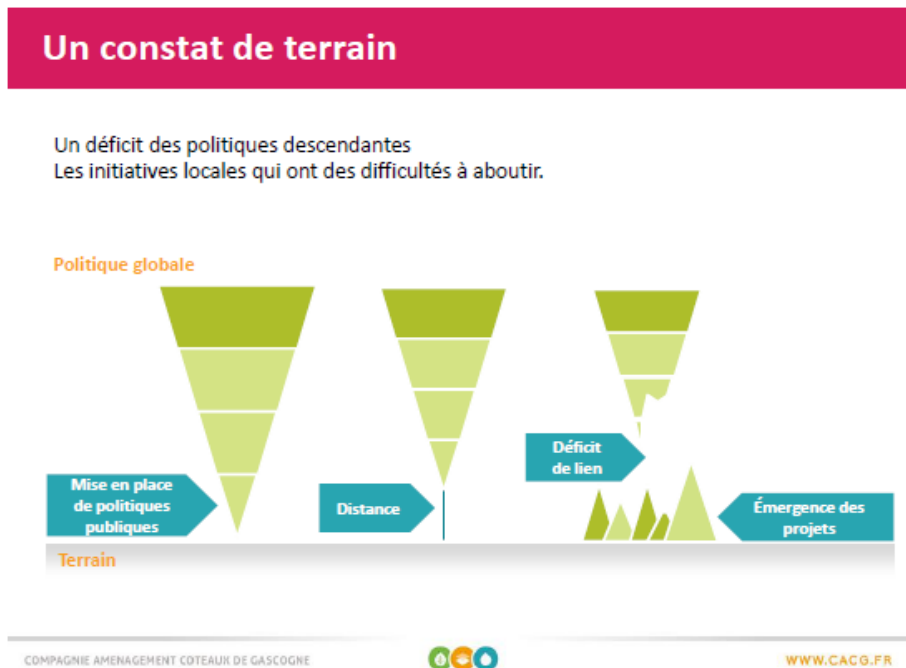 Un constat de terrain
Un déficit des politiques descendantes
Les initiatives locales qui ont des difficultés à aboutir.
Politique globale
Mise en place
de politiques
publiques
Distance
Déficit
de lien
Émergence des
projets
Terrain
COMPAGNIE AMENAGEMENT COTEAUX DE GASCOGNE
WWW.CACG.FR